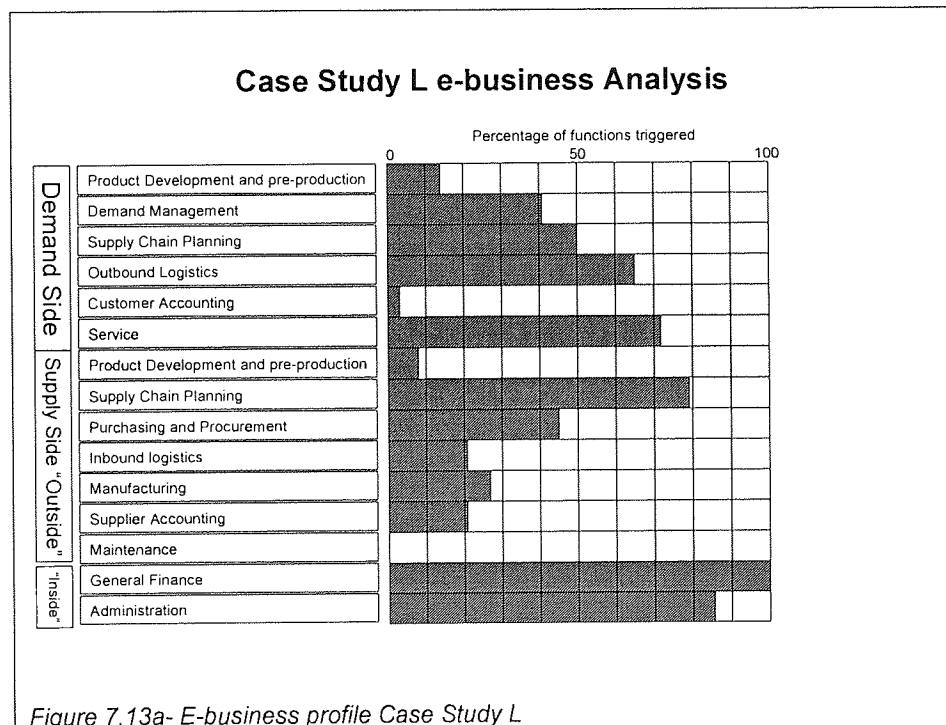 Case Study L e-business Analysis
Percentage of functions triggered
0 50 100
Demand Side
Product Development and pre-production
Demand Management
Supply Chain Planning
Outbound Logistics
Customer Accounting
Service
Supply Side "Outside"
Product Development and pre-production
Supply Chain Planning
Purchasing and Procurement
Inbound logistics
Manufacturing
Supplier Accounting
Maintenance
"Inside"
General Finance
Administration
Figure 7.13a- E-business profile Case Study L